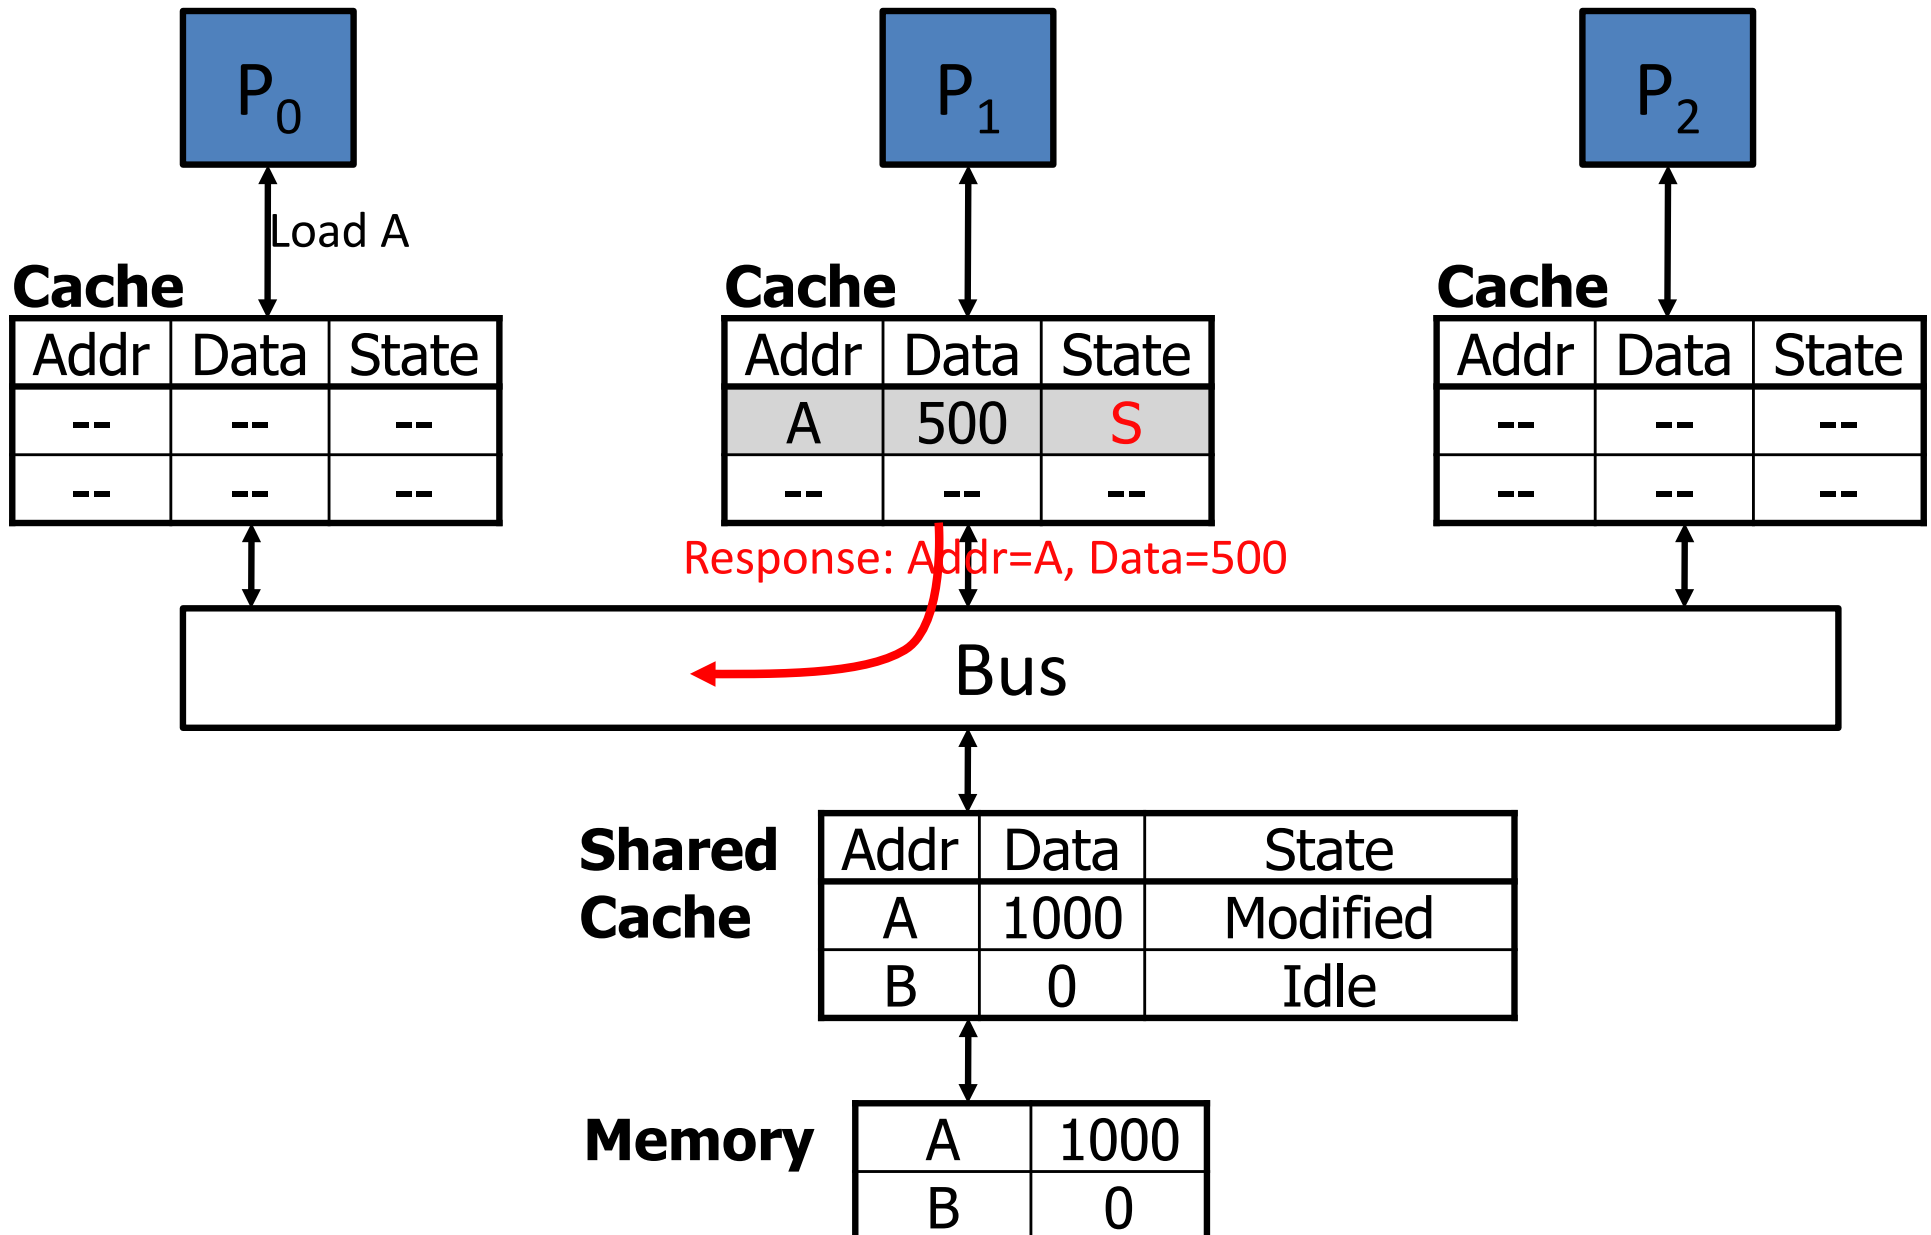 P0 P1 P2
Load A
Cache Cache Cache
Addr Data State Addr Data State Addr Data State
-- -- -- A 500 S -- -- --
-- -- -- -- -- -- -- -- --
Response: Addr=A, Data=500
Bus
Shared Addr Data State
Cache A 1000 Modified
B 0 Idle
Memory A 1000
B 0